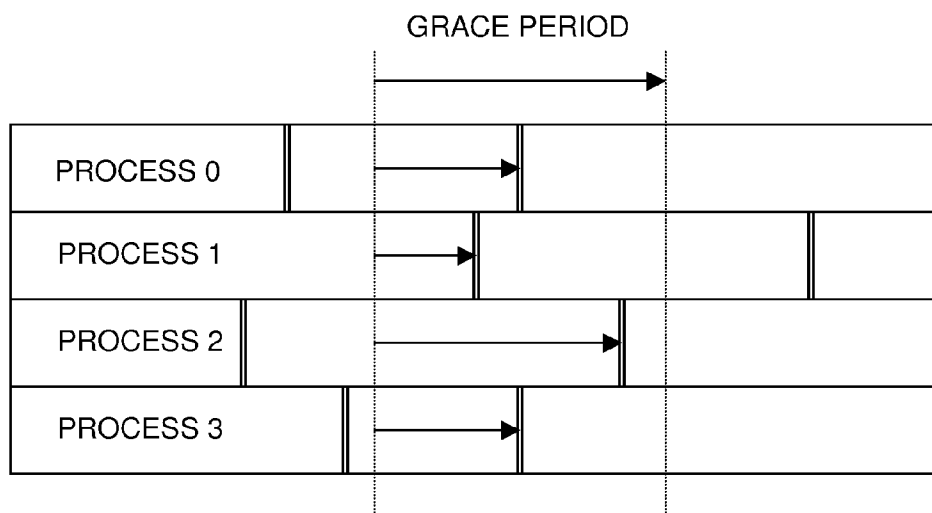 GRACE PERIOD
PROCESS 0
PROCESS 1
PROCESS 2
PROCESS 3